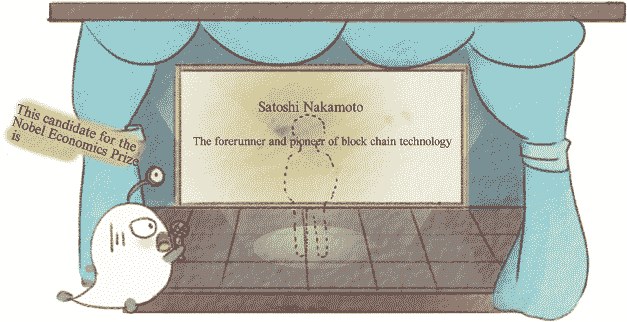 This candidate for the
Nobel Economics Prize
is
Satoshi Nakamoto
The forerunner and pioneer of block chain technology